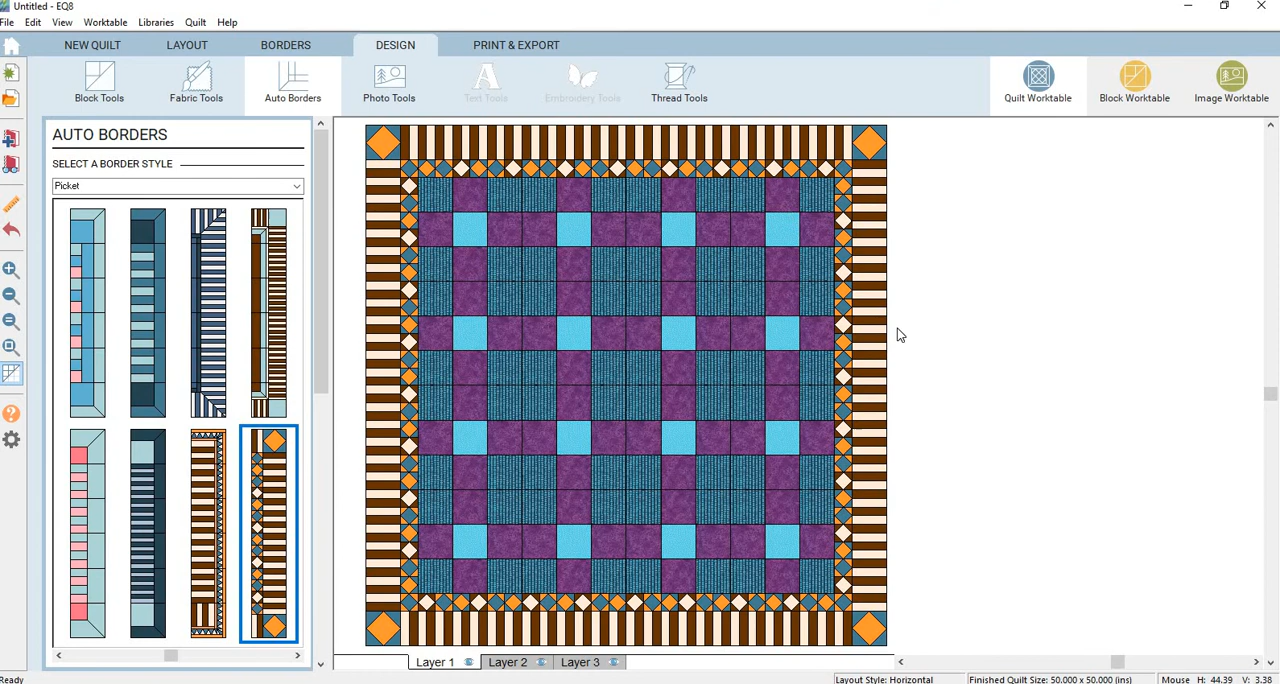 Untitled - EQ8
File Edit View Worktable Libraries Quilt Help
NEW QUILT LAYOUT BORDERS DESIGN PRINT & EXPORT
Block Tools Fabric Tools Auto Borders Photo Tools Text Tools Embroidery Tools Thread Tools Quilt Worktable Block Worktable Image Worktable
AUTO BORDERS
SELECT A BORDER STYLE
Picket
Layer 1 Layer 2 Layer 3
Ready Layout Style: Horizontal Finished Quilt Size: 50.000 x 50.000 (ins) Mouse H: 44.39 V: 3.38